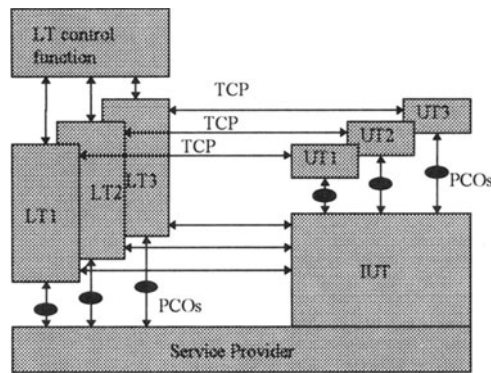 LT control
function
TCP
UT3
TCP
UT2
TCP
UT1
PCOs
LT3
LT2
LT1
IUT
PCOs
Service Provider